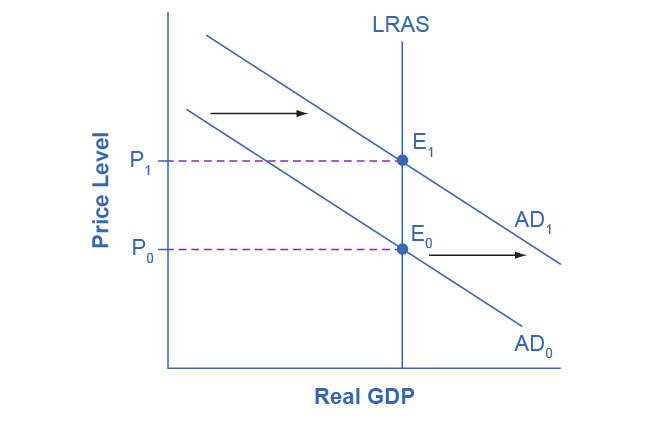 LRAS
E1
P1
Price Level
AD1
E0
P0
AD0
Real GDP